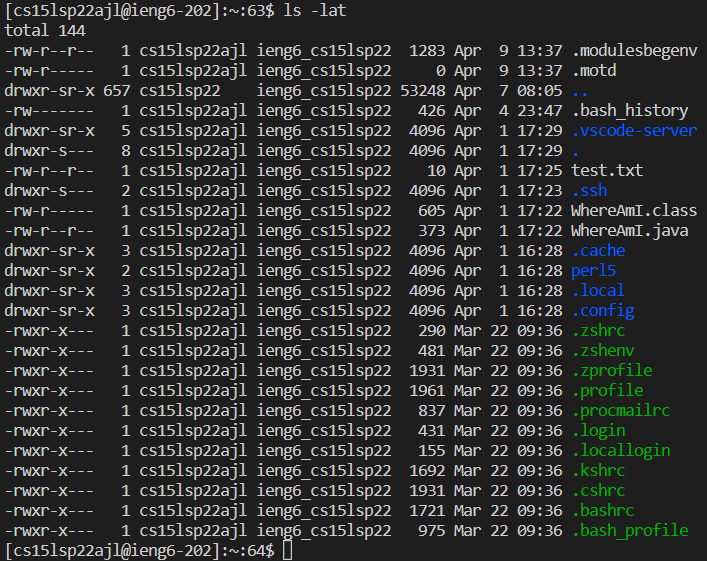 [cs15lsp22ajl@ieng6-202]:~:63$ ls -lat
total 144
-rw-r--r--   1 cs15lsp22ajl ieng6_cs15lsp22  1283 Apr  9 13:37 .modulesbegenv
-rw-r-----   1 cs15lsp22ajl ieng6_cs15lsp22     0 Apr  9 13:37 .motd
drwxr-sr-x 657 cs15lsp22    ieng6_cs15lsp22 53248 Apr  7 08:05 ..
-rw-------   1 cs15lsp22ajl ieng6_cs15lsp22   426 Apr  4 23:47 .bash_history
drwxr-sr-x   5 cs15lsp22ajl ieng6_cs15lsp22  4096 Apr  1 17:29 .vscode-server
drwxr-s---   8 cs15lsp22ajl ieng6_cs15lsp22  4096 Apr  1 17:29 .
-rw-r--r--   1 cs15lsp22ajl ieng6_cs15lsp22    10 Apr  1 17:25 test.txt
drwxr-s---   2 cs15lsp22ajl ieng6_cs15lsp22  4096 Apr  1 17:23 .ssh
-rw-r-----   1 cs15lsp22ajl ieng6_cs15lsp22   605 Apr  1 17:22 WhereAmI.class
-rw-r--r--   1 cs15lsp22ajl ieng6_cs15lsp22   373 Apr  1 17:22 WhereAmI.java
drwxr-sr-x   3 cs15lsp22ajl ieng6_cs15lsp22  4096 Apr  1 16:28 .cache
drwxr-sr-x   2 cs15lsp22ajl ieng6_cs15lsp22  4096 Apr  1 16:28 perl5
drwxr-sr-x   3 cs15lsp22ajl ieng6_cs15lsp22  4096 Apr  1 16:28 .local
drwxr-sr-x   3 cs15lsp22ajl ieng6_cs15lsp22  4096 Apr  1 16:28 .config
-rwxr-x---   1 cs15lsp22ajl ieng6_cs15lsp22   290 Mar 22 09:36 .zshrc
-rwxr-x---   1 cs15lsp22ajl ieng6_cs15lsp22   481 Mar 22 09:36 .zshenv
-rwxr-x---   1 cs15lsp22ajl ieng6_cs15lsp22  1931 Mar 22 09:36 .zprofile
-rwxr-x---   1 cs15lsp22ajl ieng6_cs15lsp22  1961 Mar 22 09:36 .profile
-rwxr-x---   1 cs15lsp22ajl ieng6_cs15lsp22   837 Mar 22 09:36 .procmailrc
-rwxr-x---   1 cs15lsp22ajl ieng6_cs15lsp22   431 Mar 22 09:36 .login
-rwxr-x---   1 cs15lsp22ajl ieng6_cs15lsp22   155 Mar 22 09:36 .locallogin
-rwxr-x---   1 cs15lsp22ajl ieng6_cs15lsp22  1692 Mar 22 09:36 .kshrc
-rwxr-x---   1 cs15lsp22ajl ieng6_cs15lsp22  1931 Mar 22 09:36 .cshrc
-rwxr-x---   1 cs15lsp22ajl ieng6_cs15lsp22  1721 Mar 22 09:36 .bashrc
-rwxr-x---   1 cs15lsp22ajl ieng6_cs15lsp22   975 Mar 22 09:36 .bash_profile
[cs15lsp22ajl@ieng6-202]:~:64$